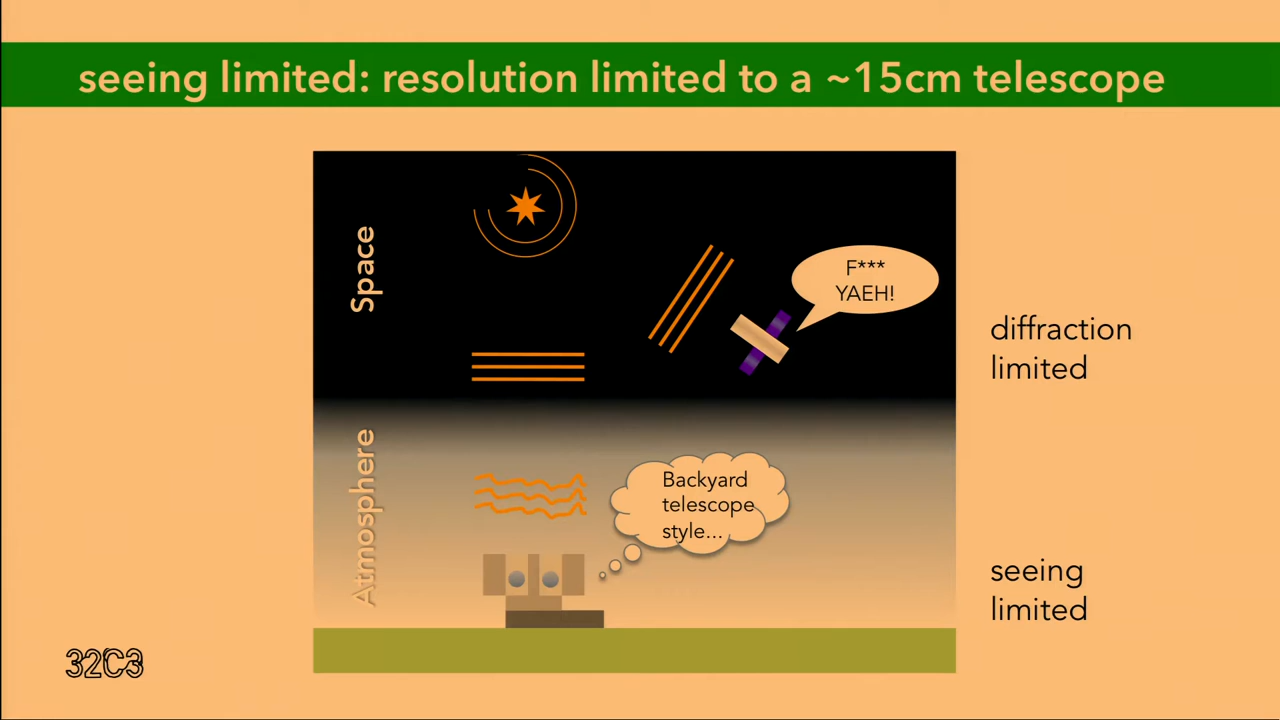 seeing limited: resolution limited to a ~15cm telescope
Space
F***
YAEH!
diffraction
limited
Atmosphere
Backyard
telescope
style...
seeing
limited
32C3